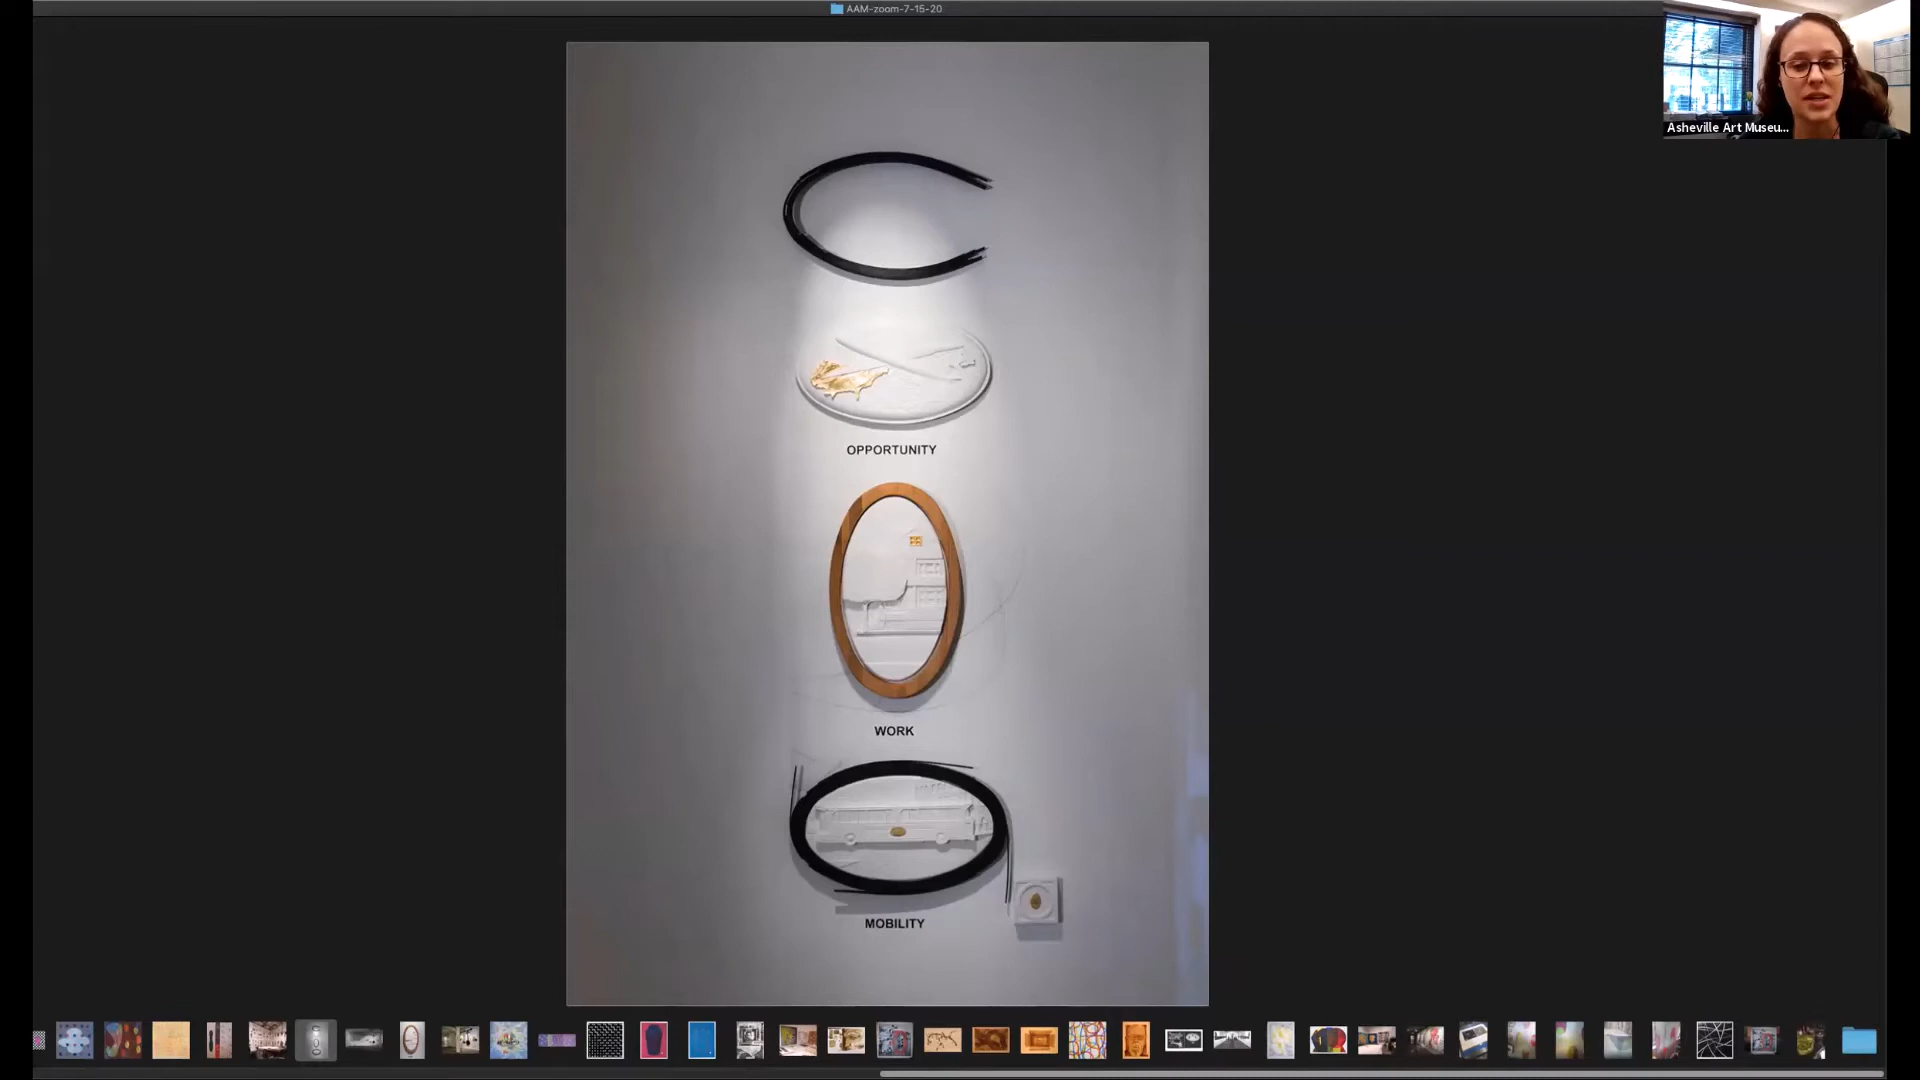 AAM-zoom-7-15-20
Asheville Art Museu...
OPPORTUNITY
WORK
MOBILITY